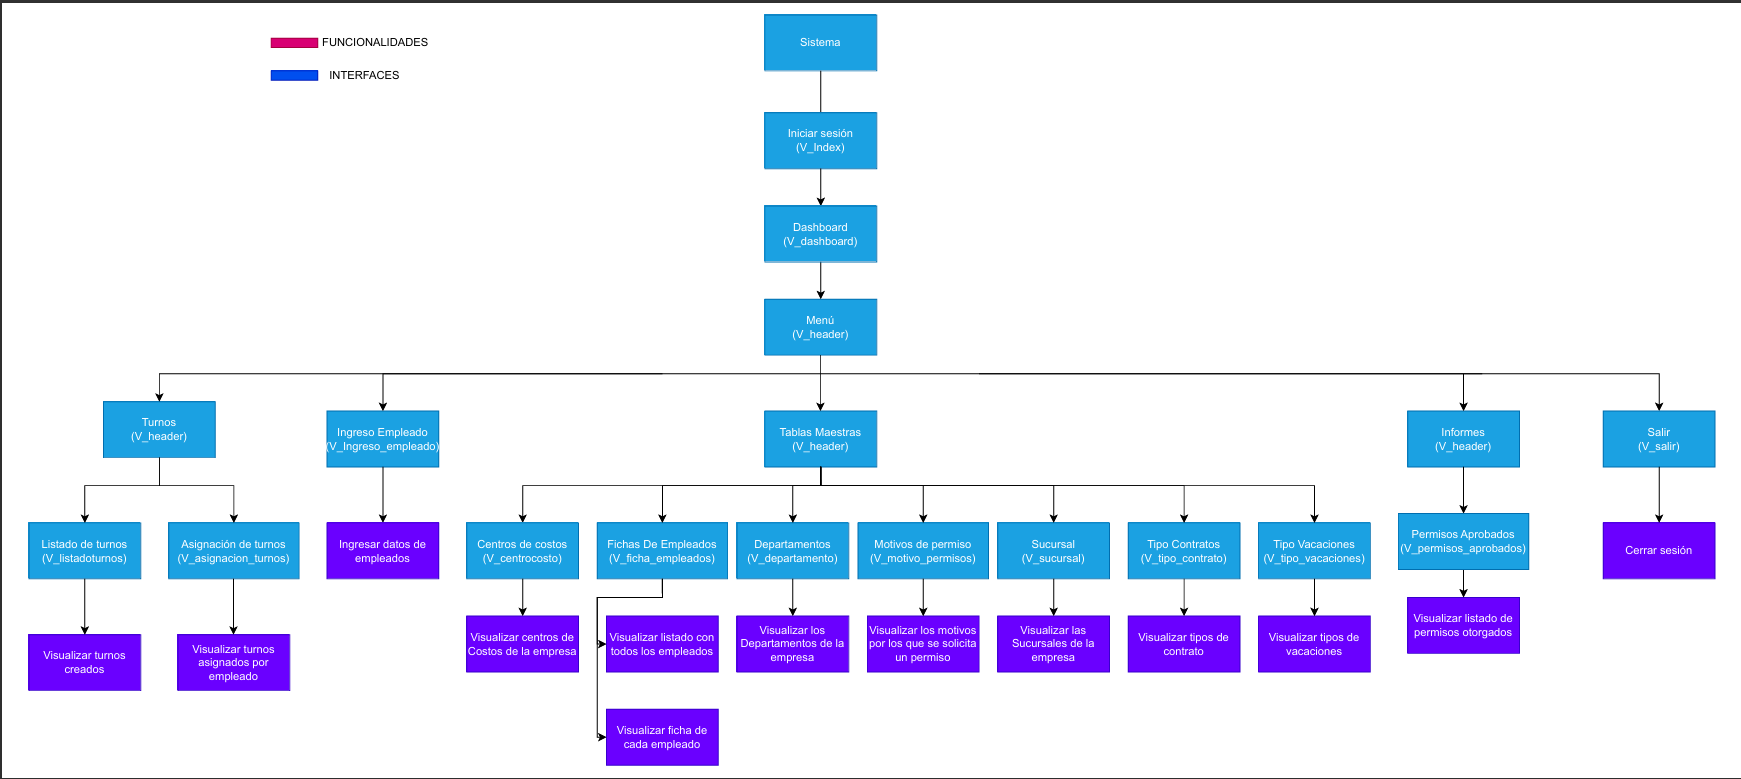 FUNCIONALIDADES
INTERFACES
Sistema
Iniciar sesión
(V_Index)
Dashboard
(V_dashboard)
Menú
(V_header)
Turnos
(V_header)
Ingreso Empleado
(V_Ingreso_empleado)
Tablas Maestras
(V_header)
Informes
(V_header)
Salir
(V_salir)
Listado de turnos
(V_listadoturnos)
Asignación de turnos
(V_asignacion_turnos)
Ingresar datos de
empleados
Centros de costos
(V_centrocosto)
Fichas De Empleados
(V_ficha_empleados)
Departamentos
(V_departamento)
Motivos de permiso
(V_motivo_permisos)
Sucursal
(V_sucursal)
Tipo Contratos
(V_tipo_contrato)
Tipo Vacaciones
(V_tipo_vacaciones)
Permisos Aprobados
(V_permisos_aprobados)
Cerrar sesión
Visualizar turnos
creados
Visualizar turnos
asignados por
empleado
Visualizar centros de
Costos de la empresa
Visualizar listado con
todos los empleados
Visualizar los
Departamentos de la
empresa
Visualizar los motivos
por los que se solicita
un permiso
Visualizar las
Sucursales de la
empresa
Visualizar tipos de
contrato
Visualizar tipos de
vacaciones
Visualizar listado de
permisos otorgados
Visualizar ficha de
cada empleado